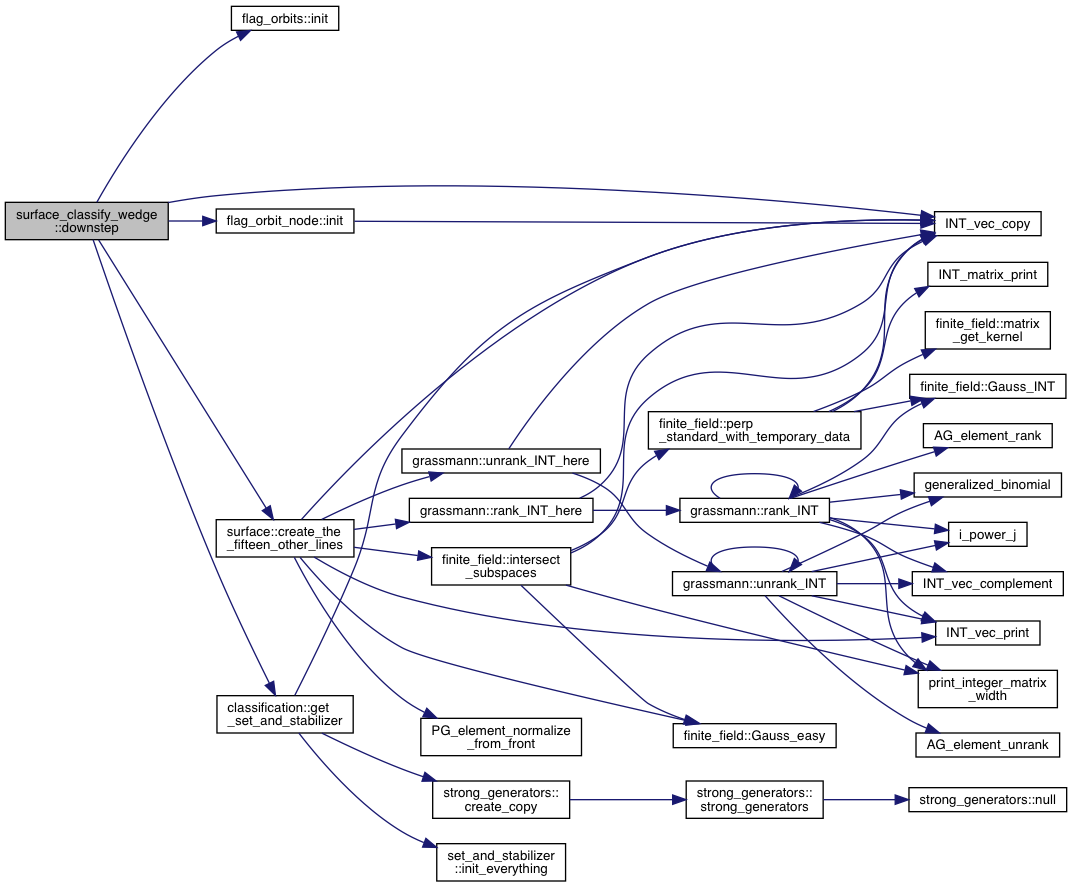 flag_orbits::init
surface_classify_wedge
::downstep
flag_orbit_node::init
INT_vec_copy
INT_matrix_print
finite_field::matrix
_get_kernel
finite_field::Gauss_INT
finite_field::perp
_standard_with_temporary_data
AG_element_rank
grassmann::unrank_INT_here
generalized_binomial
grassmann::rank_INT_here
grassmann::rank_INT
surface::create_the
_fifteen_other_lines
i_power_j
finite_field::intersect
_subspaces
grassmann::unrank_INT
INT_vec_complement
INT_vec_print
print_integer_matrix
_width
classification::get
_set_and_stabilizer
PG_element_normalize
_from_front
finite_field::Gauss_easy
AG_element_unrank
strong_generators::
create_copy
strong_generators::
strong_generators
strong_generators::null
set_and_stabilizer
::init_everything